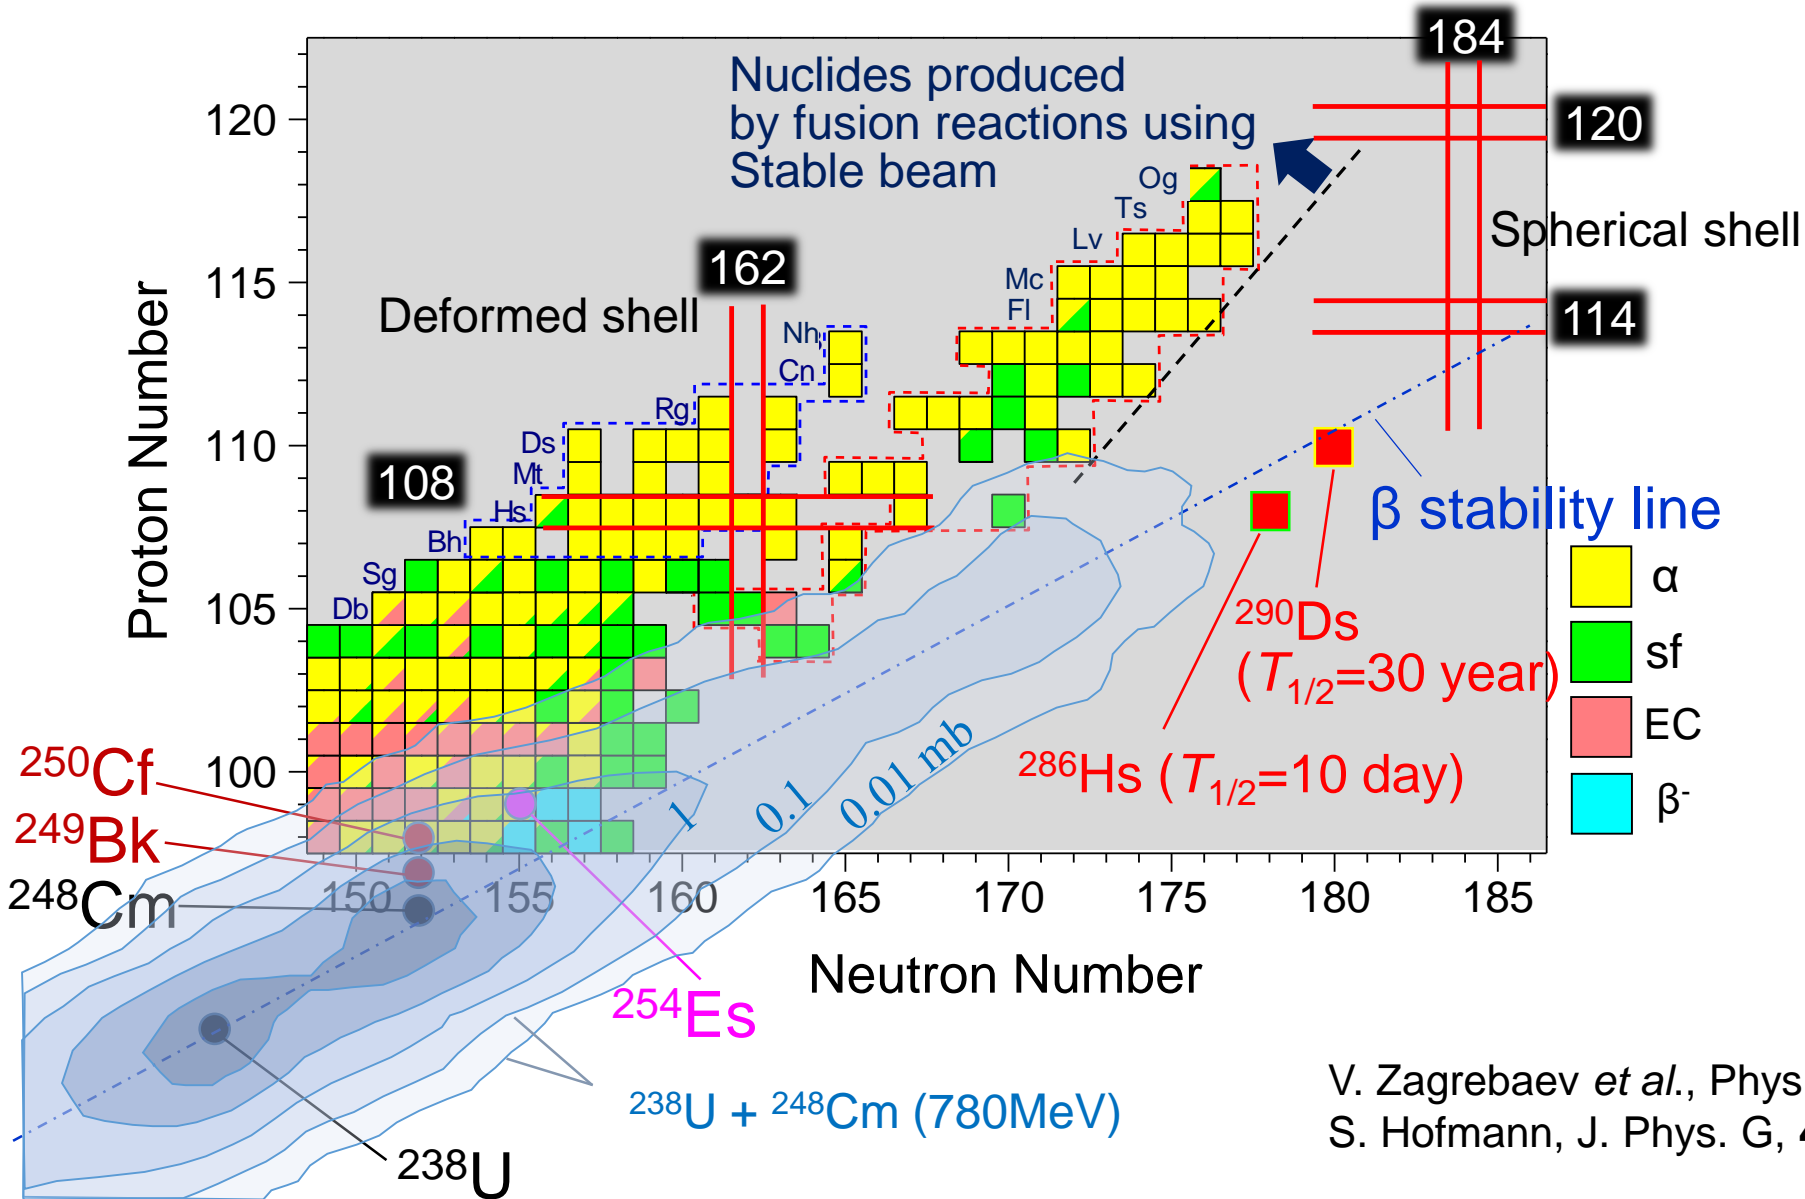 184
Nuclides produced
by fusion reactions using
Stable beam
120
120
Og
Ts
Spherical shell
Lv
162
115
Mc
Fl
Deformed shell
114
Nh
Cn
Rg
Proton Number
Ds
110
Mt
108
Hs
β stability line
Bh
Sg
α
Db
105
290Ds
sf
(T1/2=30 year)
EC
250Cf
100
286Hs (T1/2=10 day)
1
0.1
0.01 mb
β-
249Bk
248Cm
150
155
160
165
170
175
180
185
Neutron Number
254Es
238U + 248Cm (780MeV)
V. Zagrebaev et al., Phys
S. Hofmann, J. Phys. G, 4
238U